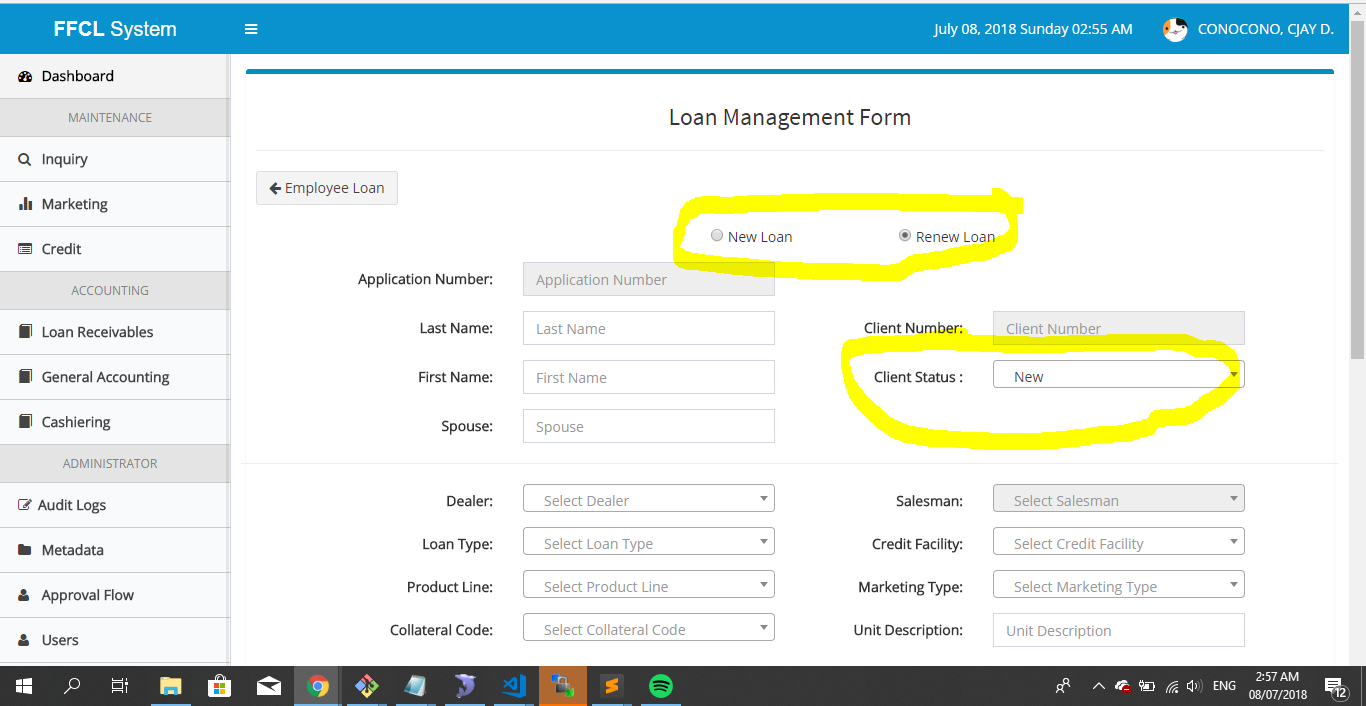 FFCL System
July 08, 2018 Sunday 02:55 AM
CONOCONO, CJAY D.
Dashboard
MAINTENANCE
Inquiry
Marketing
Credit
ACCOUNTING
Loan Receivables
General Accounting
Cashiering
ADMINISTRATOR
Audit Logs
Metadata
Approval Flow
Users
Loan Management Form
Employee Loan
New Loan Renew Loan
Application Number: Application Number
Last Name: Last Name Client Number: Client Number
First Name: First Name Client Status : New
Spouse: Spouse
Dealer: Select Dealer Salesman: Select Salesman
Loan Type: Select Loan Type Credit Facility: Select Credit Facility
Product Line: Select Product Line Marketing Type: Select Marketing Type
Collateral Code: Select Collateral Code Unit Description: Unit Description
ENG
2:57 AM
08/07/2018
12